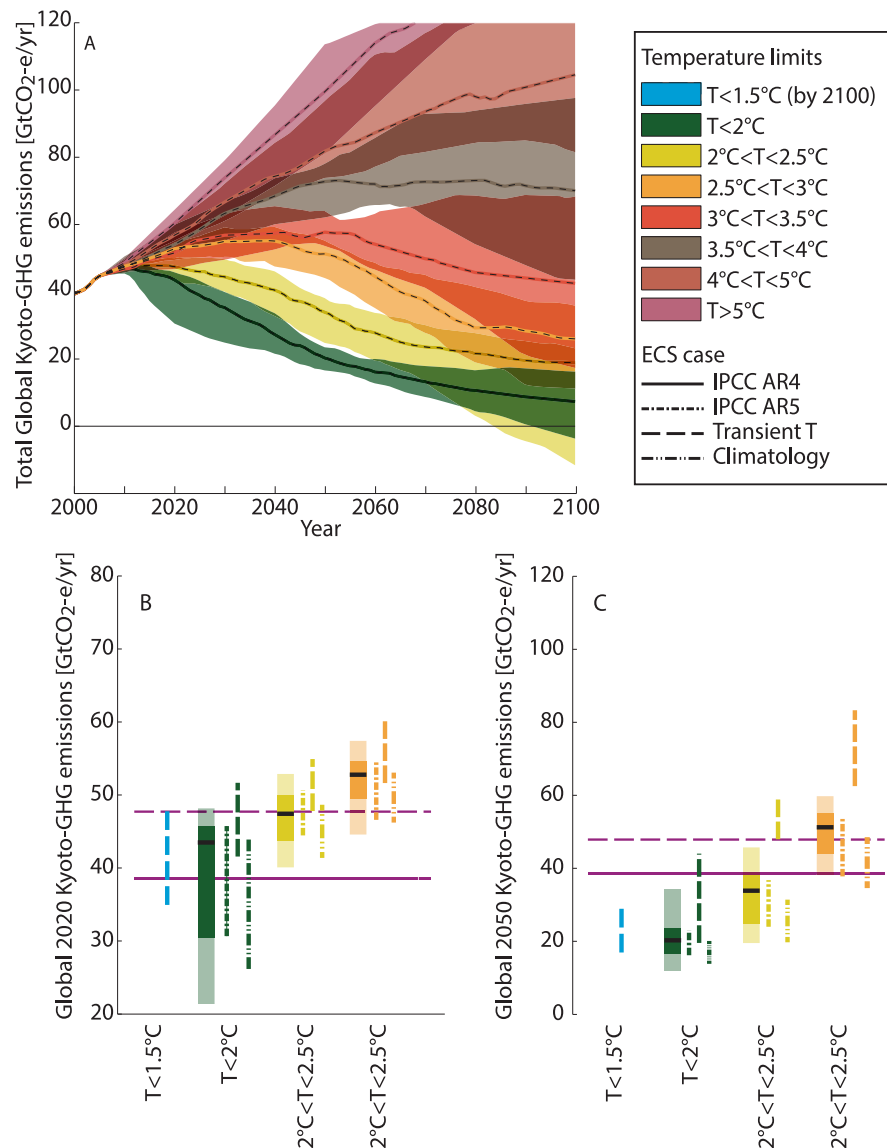 A
Total Global Kyoto-GHG emissions [GtCO₂-e/yr]
120
100
80
60
40
20
0
2000
2020
2040
2060
2080
2100
Year
Temperature limits
T<1.5°C (by 2100)
T<2°C
2°C<T<2.5°C
2.5°C<T<3°C
3°C<T<3.5°C
3.5°C<T<4°C
4°C<T<5°C
T>5°C
ECS case
IPCC AR4
IPCC AR5
Transient T
Climatology
B
Global 2020 Kyoto-GHG emissions [GtCO₂-e/yr]
80
70
60
50
40
30
20
T<1.5°C
T<2°C
2°C<T<2.5°C
2°C<T<2.5°C
C
Global 2050 Kyoto-GHG emissions [GtCO₂-e/yr]
120
100
80
60
40
20
0
T<1.5°C
T<2°C
2°C<T<2.5°C
2°C<T<2.5°C